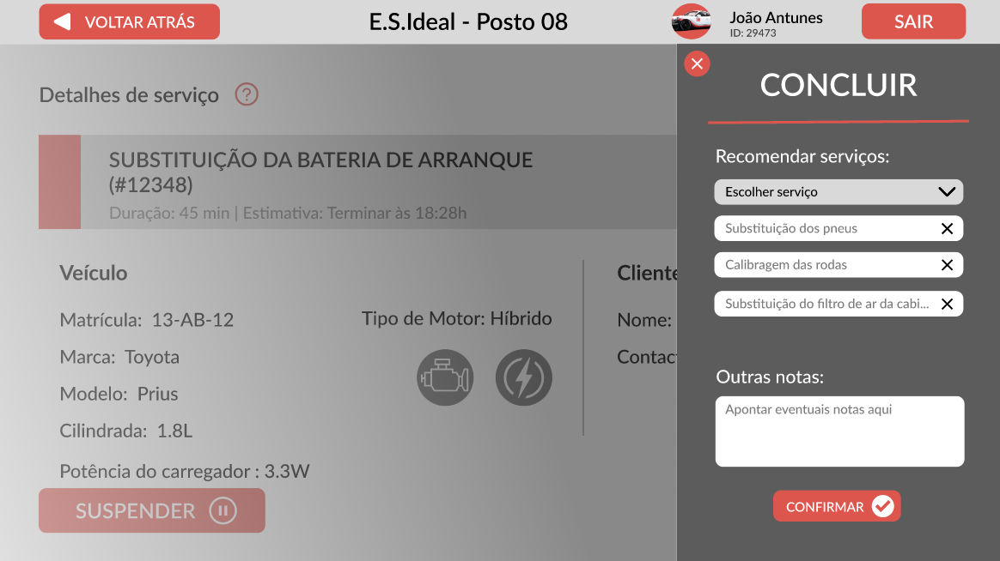 VOLTAR ATRÁS
E.S.Ideal - Posto 08
João Antunes
ID: 29473
SAIR
Detalhes de serviço ?
SUBSTITUIÇÃO DA BATERIA DE ARRANQUE
(#12348)
Duração: 45 min | Estimativa: Terminar às 18:28h
Veículo
Matrícula: 13-AB-12
Marca: Toyota
Modelo: Prius
Cilindrada: 1.8L
Potência do carregador : 3.3W
Tipo de Motor: Híbrido
SUSPENDER
Cliente
Nome:
Contac
CONCLUIR
Recomendar serviços:
Escolher serviço
Substituição dos pneus
Calibragem das rodas
Substituição do filtro de ar da cabi...
Outras notas:
Apontar eventuais notas aqui
CONFIRMAR